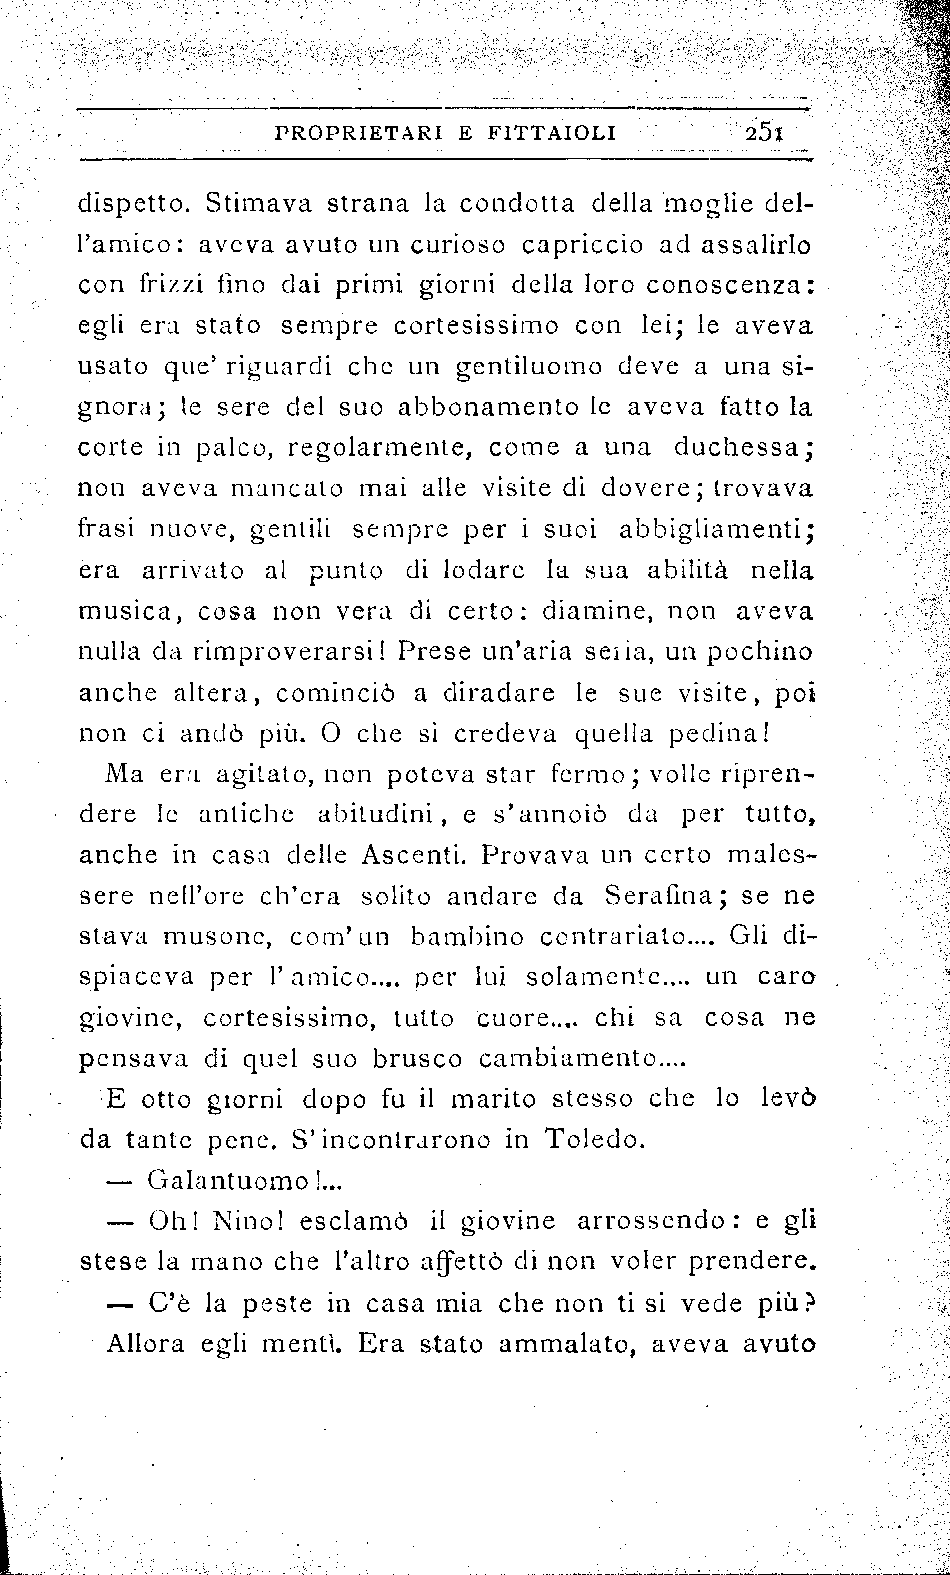 PROPRIETARI E FITTAIOLI 251
dispetto. Stimava strana la condotta della moglie del-
l'amico: aveva avuto un curioso capriccio ad assalirlo
con frizzi fino dai primi giorni della loro conoscenza:
egli era stato sempre cortesissimo con lei; le aveva
usato que' riguardi che un gentiluomo deve a una si-
gnora; le sere del suo abbonamento le aveva fatto la
corte in palco, regolarmente, come a una duchessa;
non aveva mancato mai alle visite di dovere; trovava
frasi nuove, gentili sempre per i suoi abbigliamenti;
era arrivato al punto di lodare la sua abilità nella
musica, cosa non vera di certo: diamine, non aveva
nulla da rimproverarsi! Prese un'aria seria, un pochino
anche altera, cominciò a diradare le sue visite, poi
non ci andò più. O che si credeva quella pedina!
Ma era agitato, non poteva star fermo; volle ripren-
dere le antiche abitudini, e s'annoiò da per tutto,
anche in casa delle Ascenti. Provava un certo males-
sere nell'ore ch'era solito andare da Serafina; se ne
stava musone, com'un bambino contrariato.... Gli di-
spiaceva per l'amico.... per lui solamente.... un caro
giovine, cortesissimo, tutto cuore.... chi sa cosa ne
pensava di quel suo brusco cambiamento....
E otto giorni dopo fu il marito stesso che lo levò
da tante pene. S'incontrarono in Toledo.
— Galantuomo!...
— Oh! Nino! esclamò il giovine arrossendo: e gli
stese la mano che l'altro affettò di non voler prendere.
— C'è la peste in casa mia che non ti si vede più?
Allora egli mentì. Era stato ammalato, aveva avuto